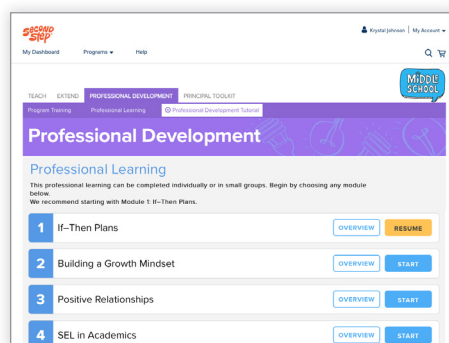 SECOND
STEP
Krystal Johnson | My Account
My Dashboard Programs Help
MIDDLE
SCHOOL
TEACH EXTEND PROFESSIONAL DEVELOPMENT PRINCIPAL TOOLKIT
Program Training Professional Learning Professional Development Tutorial
Professional Development
Professional Learning
This professional learning can be completed individually or in small groups. Begin by choosing any module
below.
We recommend starting with Module 1: If–Then Plans.
1 If–Then Plans OVERVIEW RESUME
2 Building a Growth Mindset OVERVIEW START
3 Positive Relationships OVERVIEW START
4 SEL in Academics OVERVIEW START